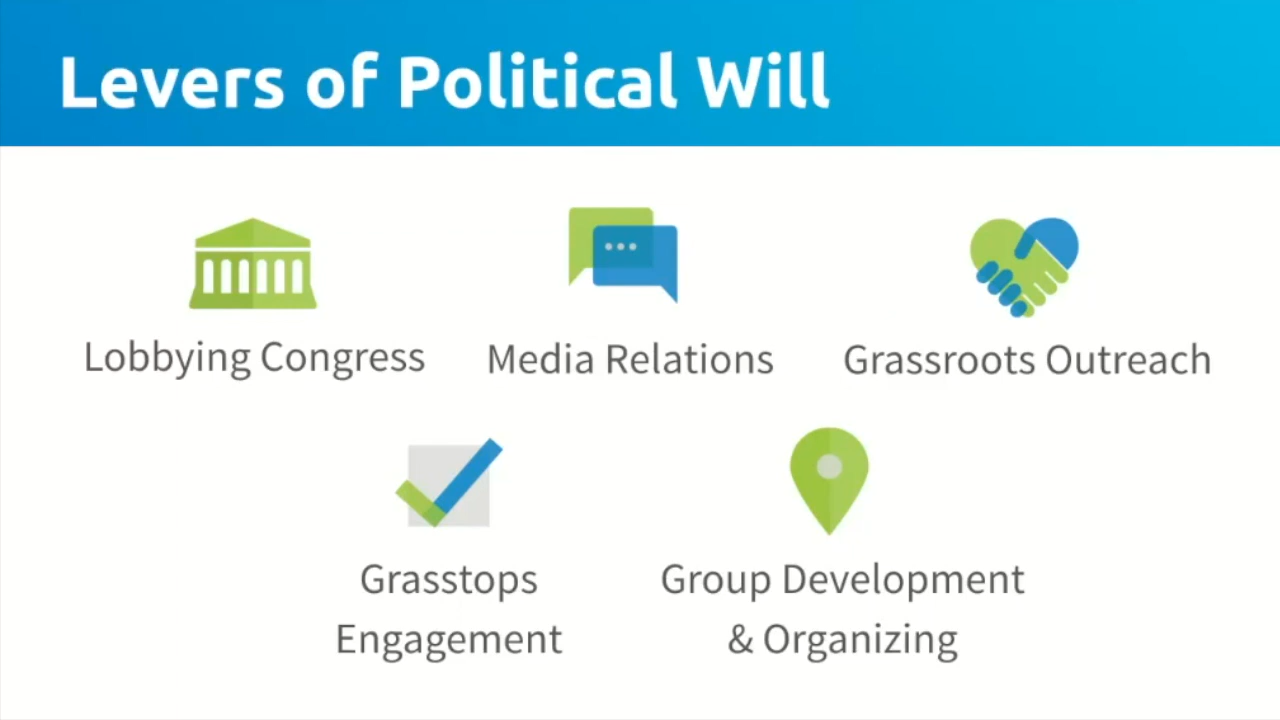 Levers of Political Will
Lobbying Congress
Media Relations
Grassroots Outreach
Grasstops
Engagement
Group Development
& Organizing